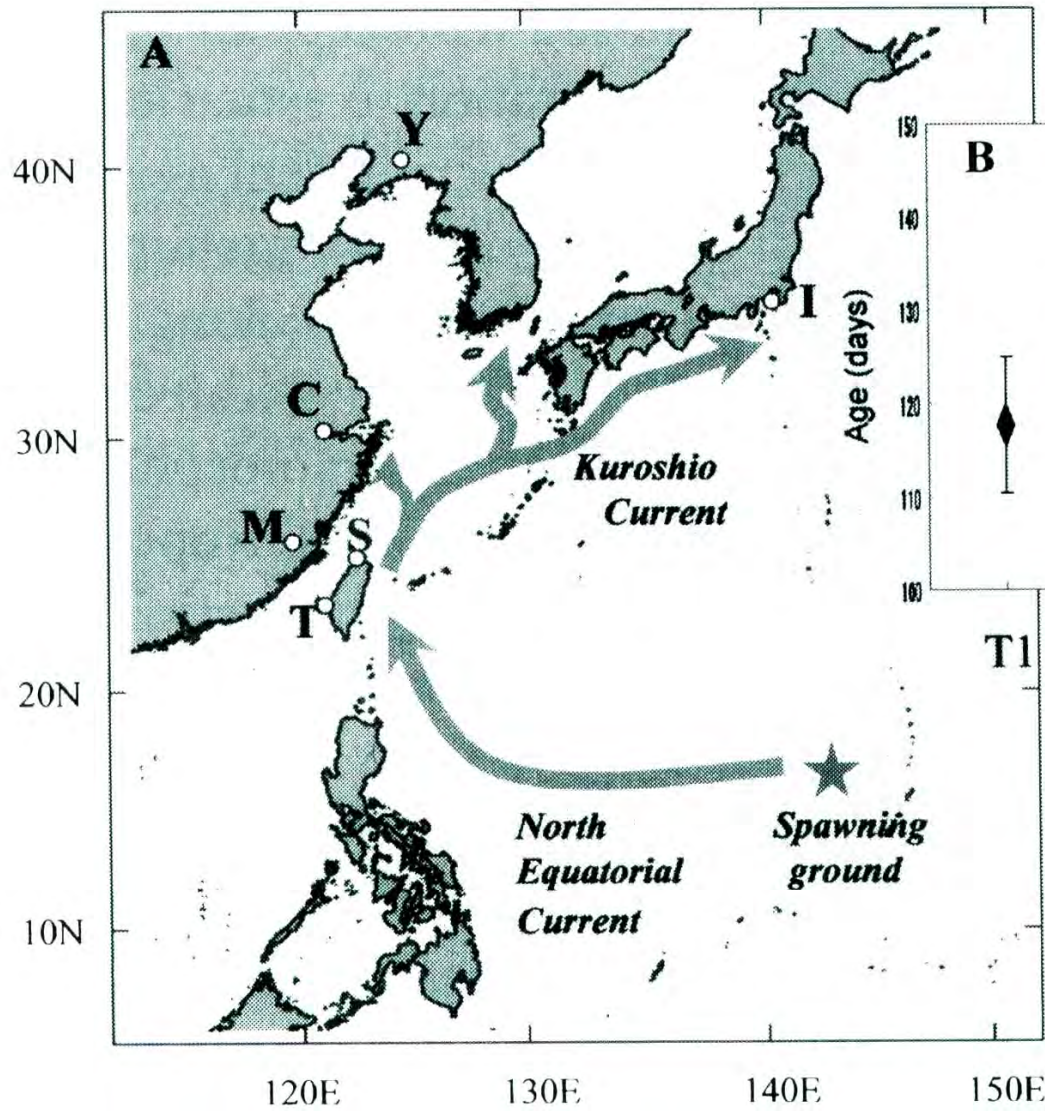 A
Y
40N
C
30N
M
S
T
20N
10N
I
Kuroshio
Current
North
Equatorial
Current
Spawning
ground
120E
130E
140E
150E
B
Age (days)
150
140
130
120
110
100
T1